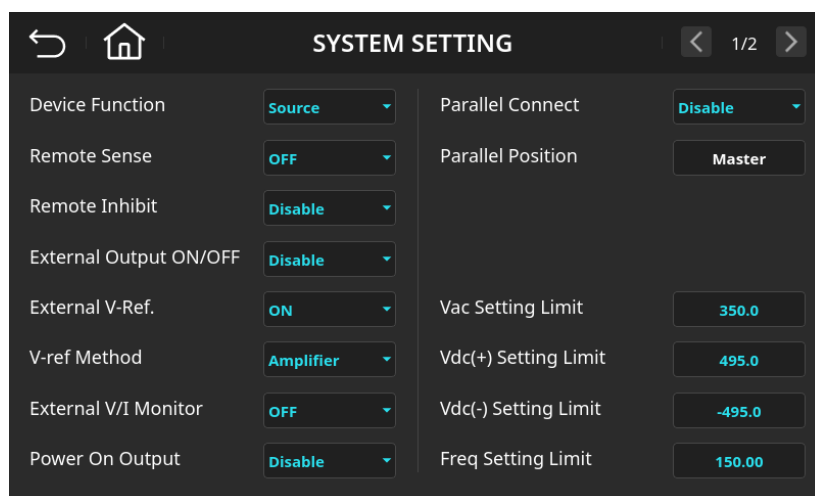 SYSTEM SETTING
1/2
Device Function Source
Remote Sense OFF
Remote Inhibit Disable
External Output ON/OFF Disable
External V-Ref. ON
V-ref Method Amplifier
External V/I Monitor OFF
Power On Output Disable
Parallel Connect Disable
Parallel Position Master
Vac Setting Limit 350.0
Vdc(+) Setting Limit 495.0
Vdc(-) Setting Limit -495.0
Freq Setting Limit 150.00